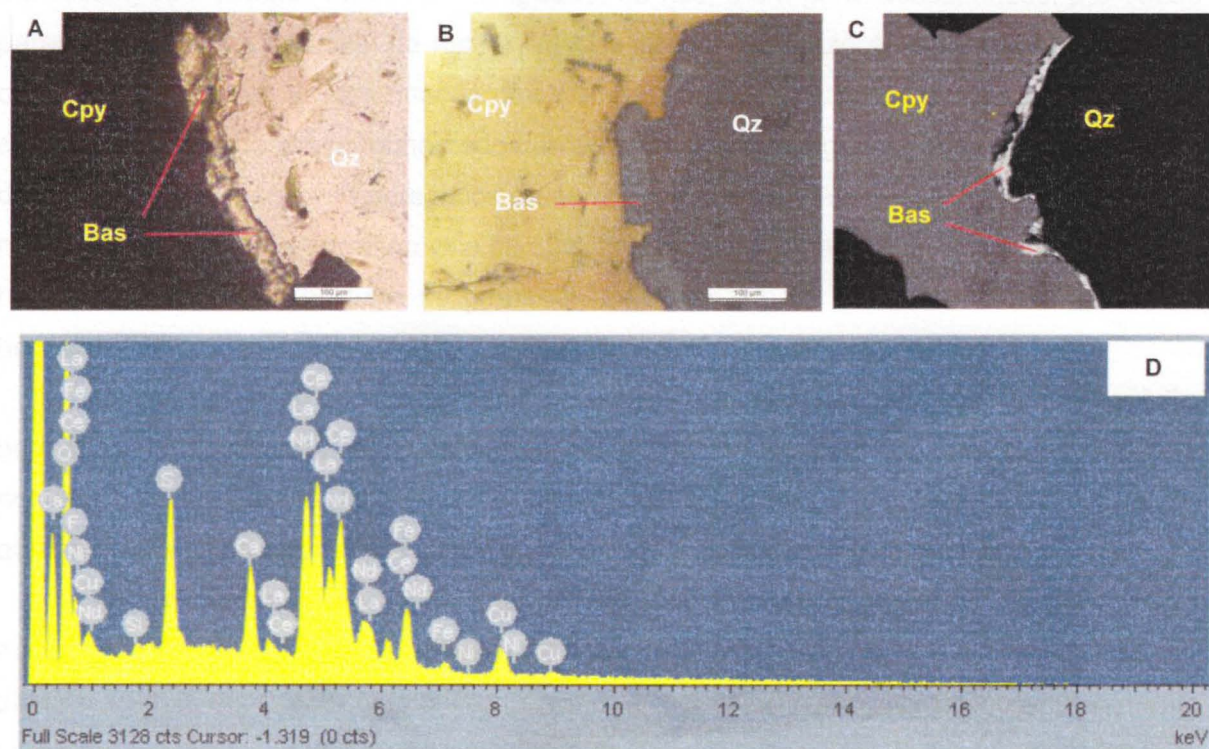 A
Cpy
Qz
Bas
100 µm
B
Cpy
Qz
Bas
100 µm
C
Cpy
Qz
Bas
D
La
Fe
Ce
O
Ca
F
Ni
Cu
Nd
Si
S
Ca
La
Ce
Ce
La
Nd
Ce
La
Nd
Nd
La
Fe
Ce
Nd
Fe
Ni
Cu
Ni
Cu
0 2 4 6 8 10 12 14 16 18 20
Full Scale 3128 cts Cursor: -1.319 (0 cts) keV